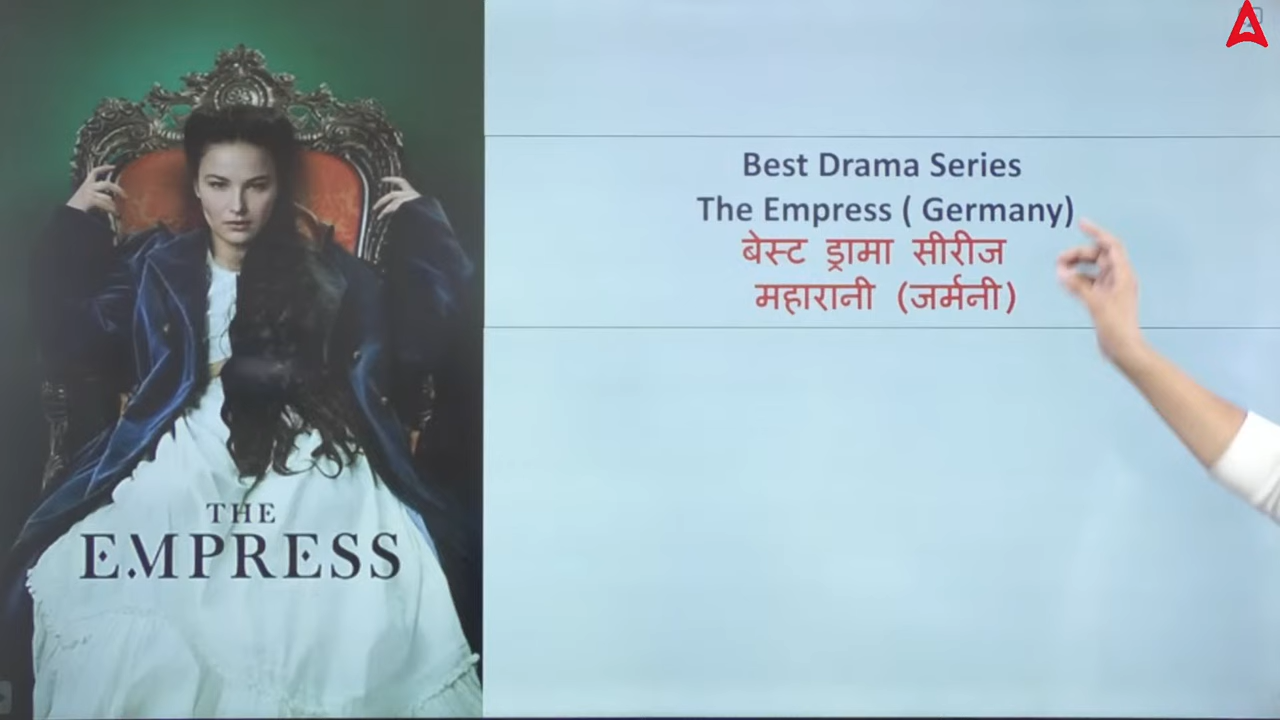 THE
EMPRESS
Best Drama Series
The Empress ( Germany)
बेस्ट ड्रामा सीरीज
महारानी (जर्मनी)